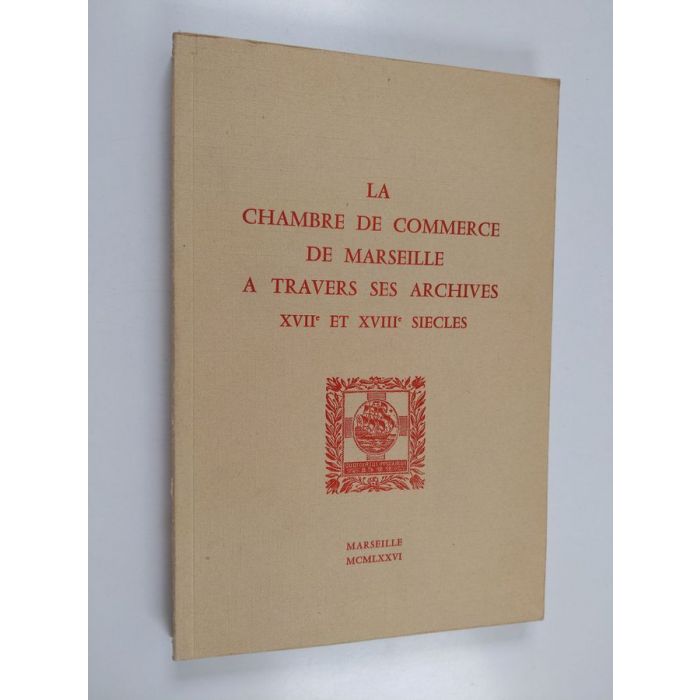 LA
CHAMBRE DE COMMERCE
DE MARSEILLE
A TRAVERS SES ARCHIVES
XVIIe ET XVIIIe SIECLES
MARSEILLE
MCMLXXVI